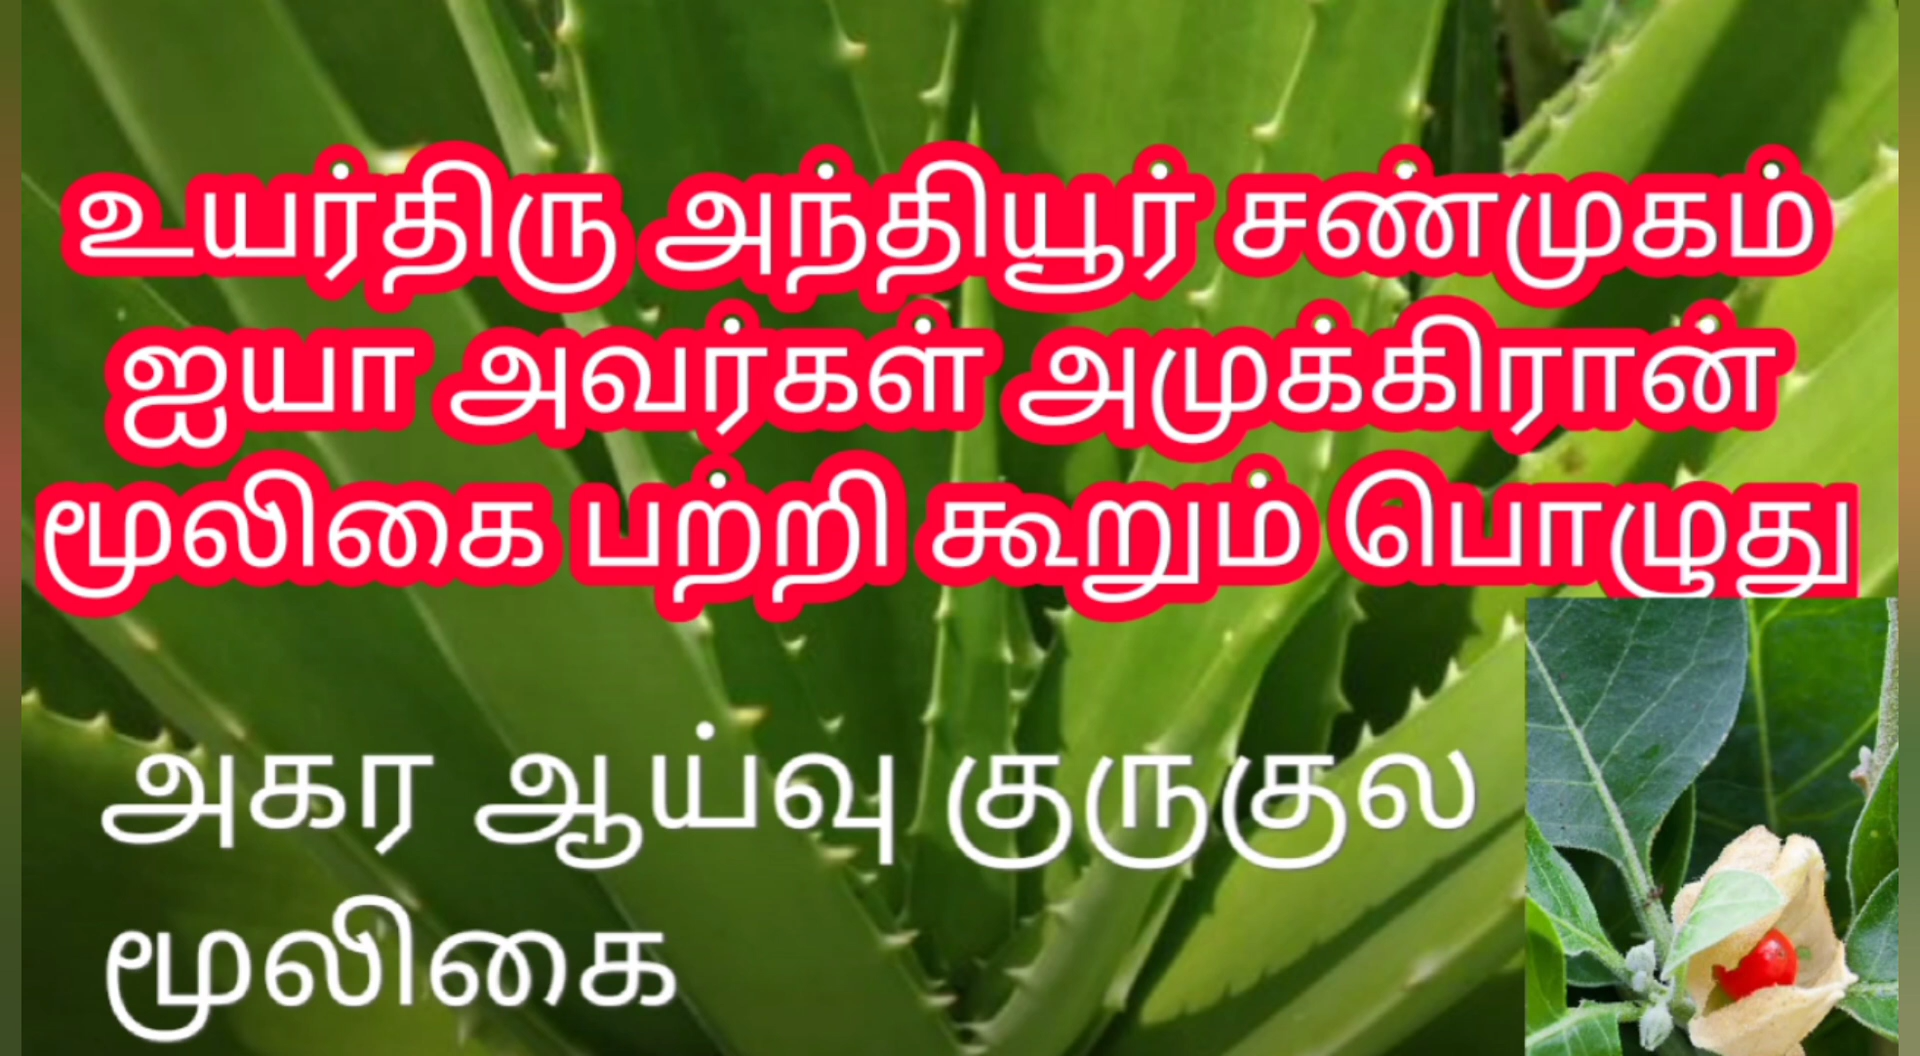 உயர்திரு அந்தியூர் சண்முகம்
ஐயா அவர்கள் அமுக்கிரான்
மூலிகை பற்றி கூறும் பொழுது
அகர ஆய்வு குருகுல
மூலிகை